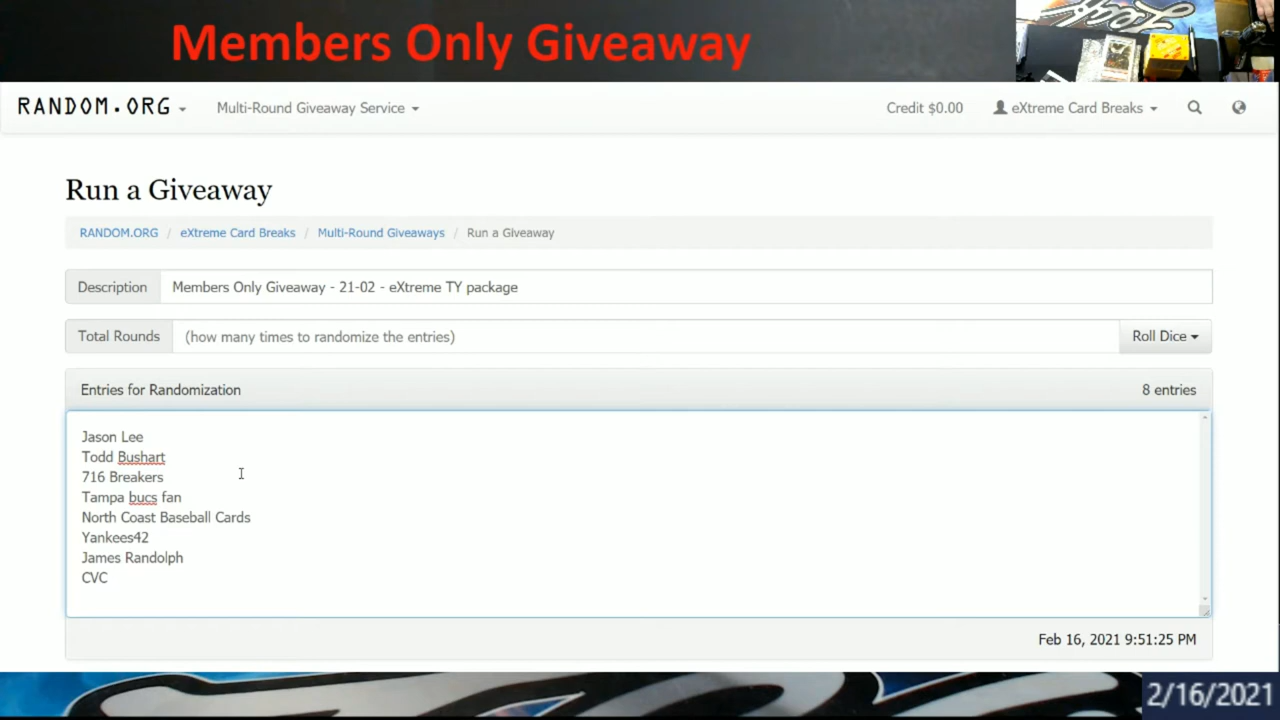 Members Only Giveaway
RANDOM.ORG
Multi-Round Giveaway Service
Credit $0.00
eXtreme Card Breaks
Run a Giveaway
RANDOM.ORG / eXtreme Card Breaks / Multi-Round Giveaways / Run a Giveaway
Description Members Only Giveaway - 21-02 - eXtreme TY package
Total Rounds (how many times to randomize the entries) Roll Dice
Entries for Randomization 8 entries
Jason Lee
Todd Bushart
716 Breakers
Tampa bucs fan
North Coast Baseball Cards
Yankees42
James Randolph
CVC
Feb 16, 2021 9:51:25 PM
2/16/2021